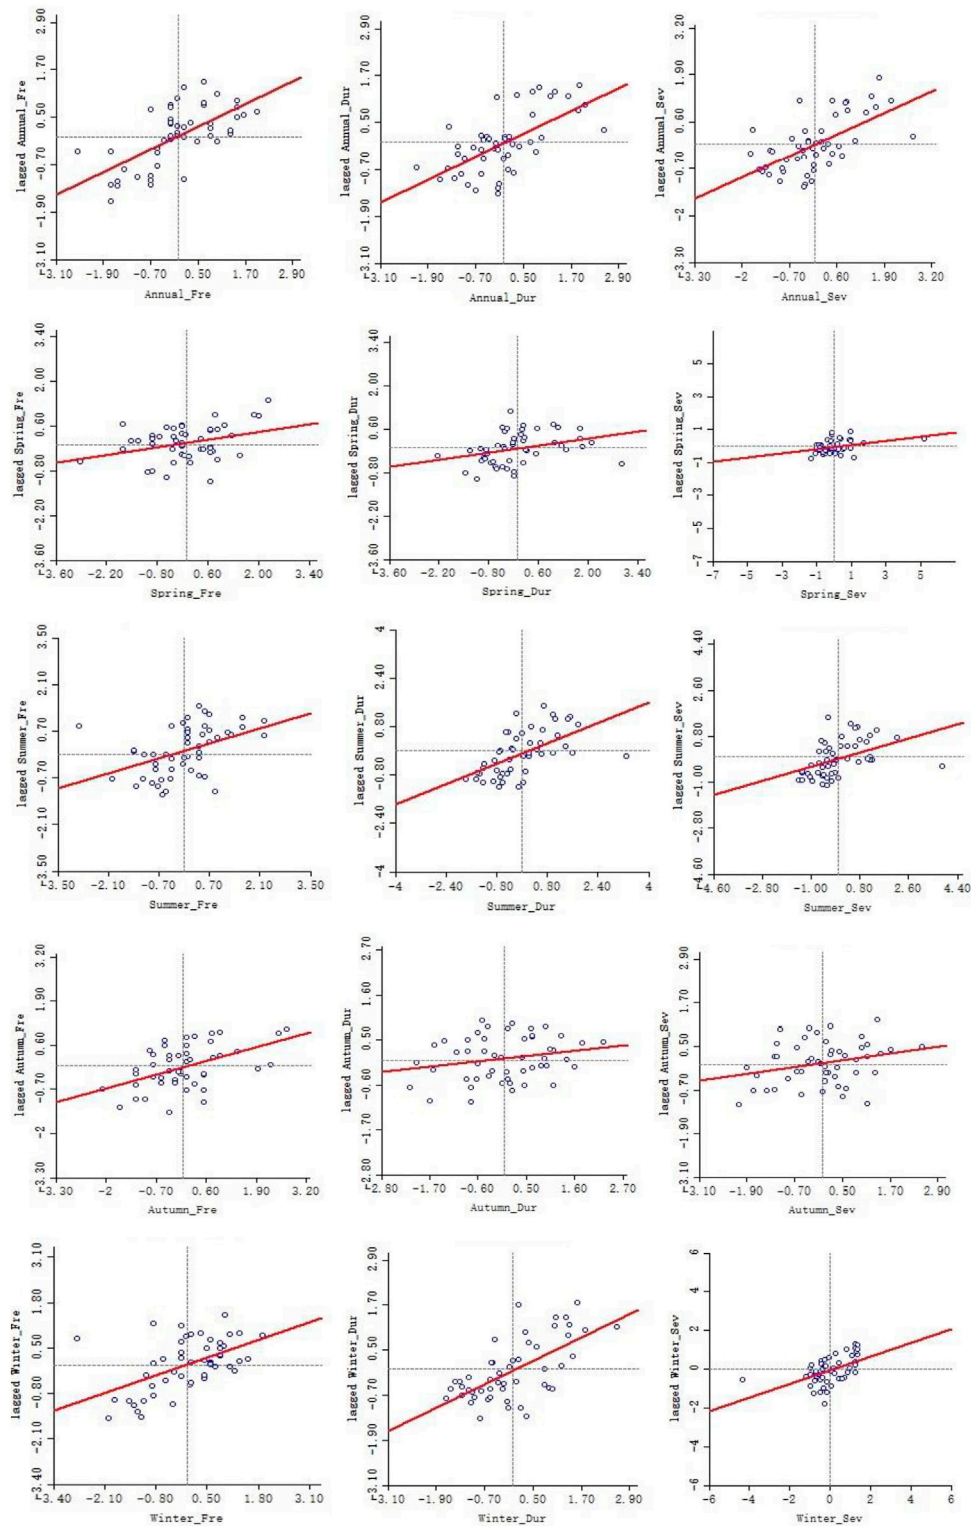 lagged Annual_Fre
-3.10 -1.90 -0.70 0.50 1.70 2.90
-3.10 -1.90 -0.70 0.50 1.70 2.90
Annual_Fre
lagged Annual_Dur
-3.10 -1.90 -0.70 0.50 1.70 2.90
-3.10 -1.90 -0.70 0.50 1.70 2.90
Annual_Dur
lagged Annual_Sev
-3.30 -2 -0.70 0.60 1.90 3.20
-3.30 -2 -0.70 0.60 1.90 3.20
Annual_Sev
lagged Spring_Fre
-3.60 -2.20 -0.80 0.60 2.00 3.40
-3.60 -2.20 -0.80 0.60 2.00 3.40
Spring_Fre
lagged Spring_Dur
-3.60 -2.20 -0.80 0.60 2.00 3.40
-3.60 -2.20 -0.80 0.60 2.00 3.40
Spring_Dur
lagged Spring_Sev
-7 -5 -3 -1 1 3 5
-7 -5 -3 -1 1 3 5
Spring_Sev
lagged Summer_Fre
-3.50 -2.10 -0.70 0.70 2.10 3.50
-3.50 -2.10 -0.70 0.70 2.10 3.50
Summer_Fre
lagged Summer_Dur
-4 -2.40 -0.80 0.80 2.40 4
-4 -2.40 -0.80 0.80 2.40 4
Summer_Dur
lagged Summer_Sev
-4.60 -2.80 -1.00 0.80 2.60 4.40
-4.60 -2.80 -1.00 0.80 2.60 4.40
Summer_Sev
lagged Autumn_Fre
-3.30 -2 -0.70 0.60 1.90 3.20
-3.30 -2 -0.70 0.60 1.90 3.20
Autumn_Fre
lagged Autumn_Dur
-2.80 -1.70 -0.60 0.50 1.60 2.70
-2.80 -1.70 -0.60 0.50 1.60 2.70
Autumn_Dur
lagged Autumn_Sev
-3.10 -1.90 -0.70 0.50 1.70 2.90
-3.10 -1.90 -0.70 0.50 1.70 2.90
Autumn_Sev
lagged Winter_Fre
-3.40 -2.10 -0.80 0.50 1.80 3.10
-3.40 -2.10 -0.80 0.50 1.80 3.10
Winter_Fre
lagged Winter_Dur
-3.10 -1.90 -0.70 0.50 1.70 2.90
-3.10 -1.90 -0.70 0.50 1.70 2.90
Winter_Dur
lagged Winter_Sev
-6 -4 -2 0 2 4 6
-6 -4 -2 0 2 4 6
Winter_Sev